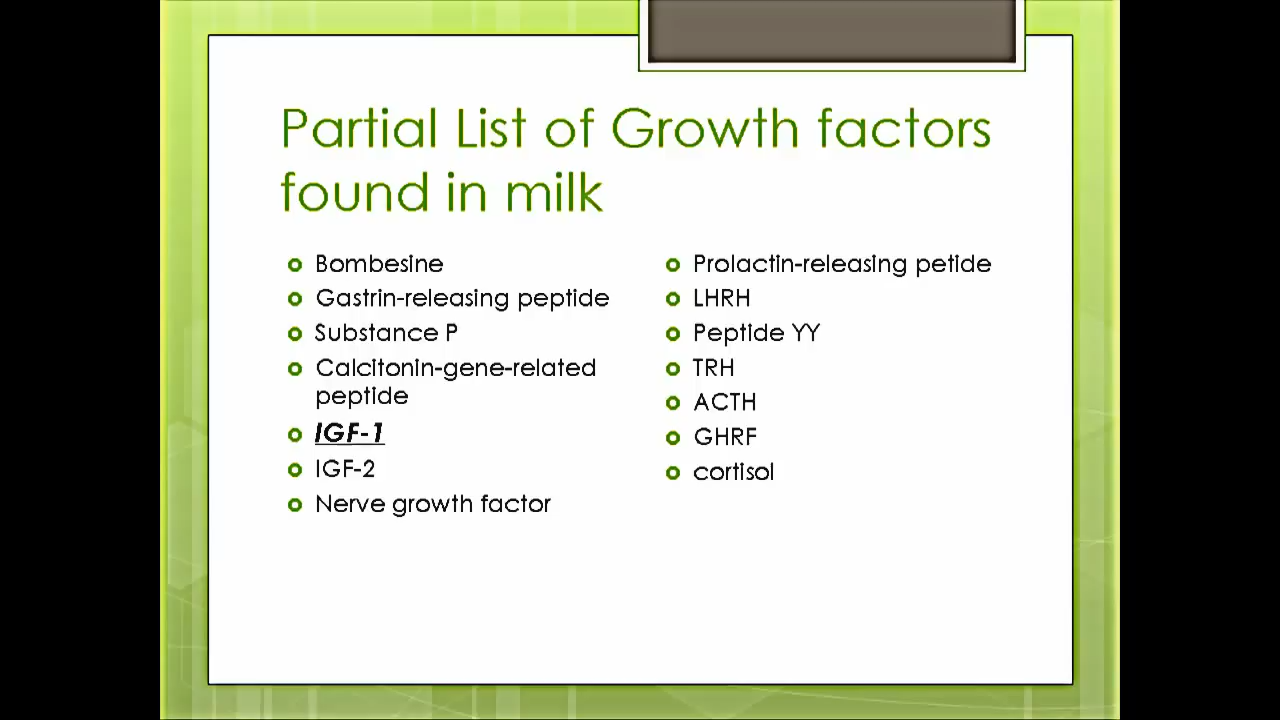 Partial List of Growth factors
found in milk
Bombesine
Gastrin-releasing peptide
Substance P
Calcitonin-gene-related
peptide
IGF-1
IGF-2
Nerve growth factor
Prolactin-releasing petide
LHRH
Peptide YY
TRH
ACTH
GHRF
cortisol